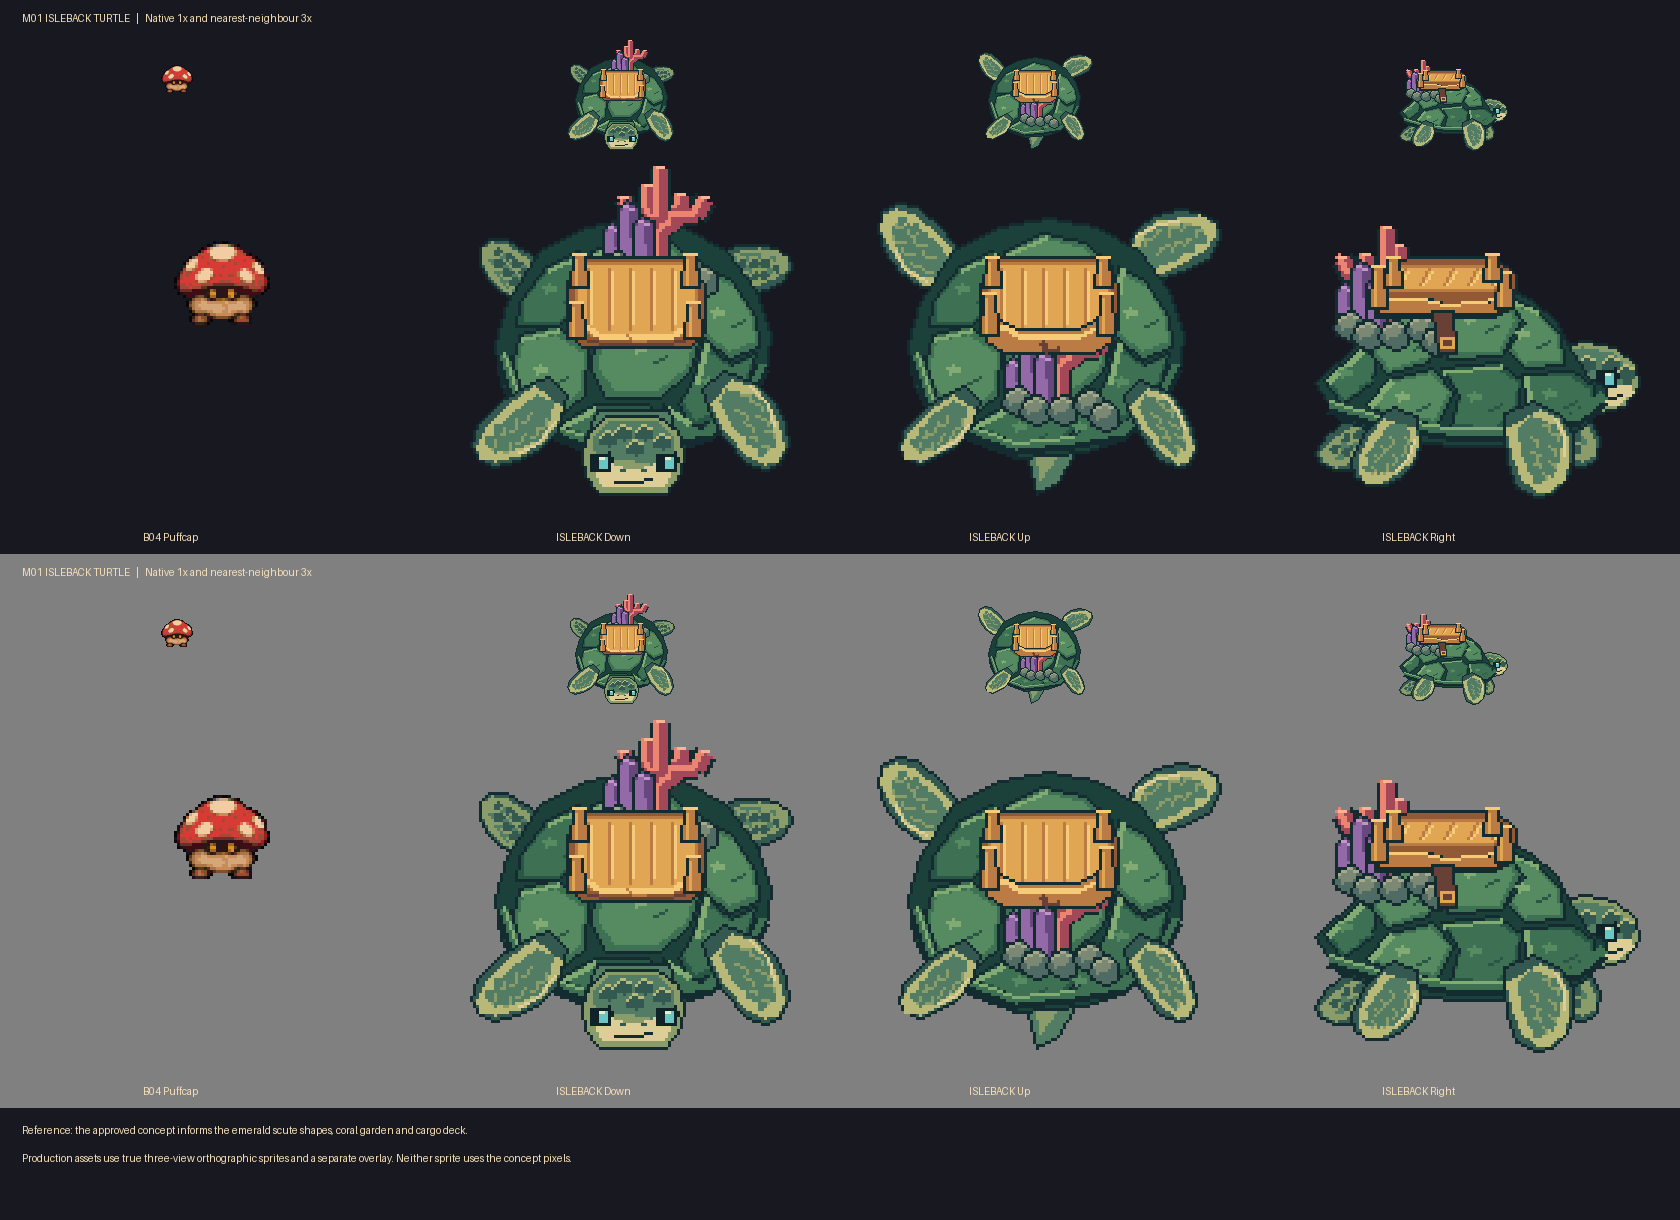 M01 ISLEBACK TURTLE | Native 1x and nearest-neighbour 3x
B04 Puffcap
ISLEBACK Down
ISLEBACK Up
ISLEBACK Right
M01 ISLEBACK TURTLE | Native 1x and nearest-neighbour 3x
B04 Puffcap
ISLEBACK Down
ISLEBACK Up
ISLEBACK Right
Reference: the approved concept informs the emerald scute shapes, coral garden and cargo deck.
Production assets use true three-view orthographic sprites and a separate overlay. Neither sprite uses the concept pixels.